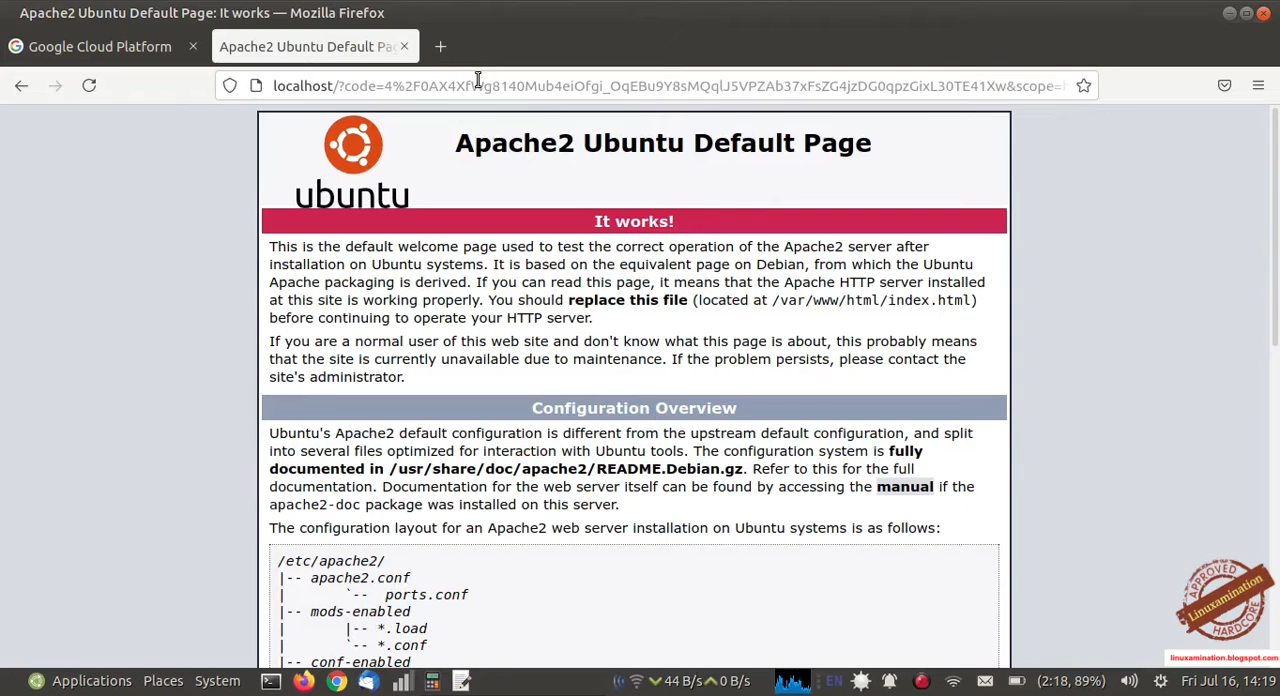 Apache2 Ubuntu Default Page: It works — Mozilla Firefox
Google Cloud Platform
Apache2 Ubuntu Default Pa
localhost/?code=4%2F0AX4XfWg8140Mub4eiOfgi_OqEBu9Y8sMQqlJ5VPZAb37xFsZG4jzDG0qpzGixL30TE41Xw&scope=
ubuntu
Apache2 Ubuntu Default Page
It works!
This is the default welcome page used to test the correct operation of the Apache2 server after
installation on Ubuntu systems. It is based on the equivalent page on Debian, from which the Ubuntu
Apache packaging is derived. If you can read this page, it means that the Apache HTTP server installed
at this site is working properly. You should replace this file (located at /var/www/html/index.html)
before continuing to operate your HTTP server.
If you are a normal user of this web site and don't know what this page is about, this probably means
that the site is currently unavailable due to maintenance. If the problem persists, please contact the
site's administrator.
Configuration Overview
Ubuntu's Apache2 default configuration is different from the upstream default configuration, and split
into several files optimized for interaction with Ubuntu tools. The configuration system is fully
documented in /usr/share/doc/apache2/README.Debian.gz. Refer to this for the full
documentation. Documentation for the web server itself can be found by accessing the manual if the
apache2-doc package was installed on this server.
The configuration layout for an Apache2 web server installation on Ubuntu systems is as follows:
/etc/apache2/
|-- apache2.conf
|       `--  ports.conf
|-- mods-enabled
|       |-- *.load
|       `-- *.conf
|-- conf-enabled
APPROVED
Linuxamination
HARDCORE
linuxamination.blogspot.com
Applications Places System
44 B/s 0 B/s
EN
(2:18, 89%)
Fri Jul 16, 14:19